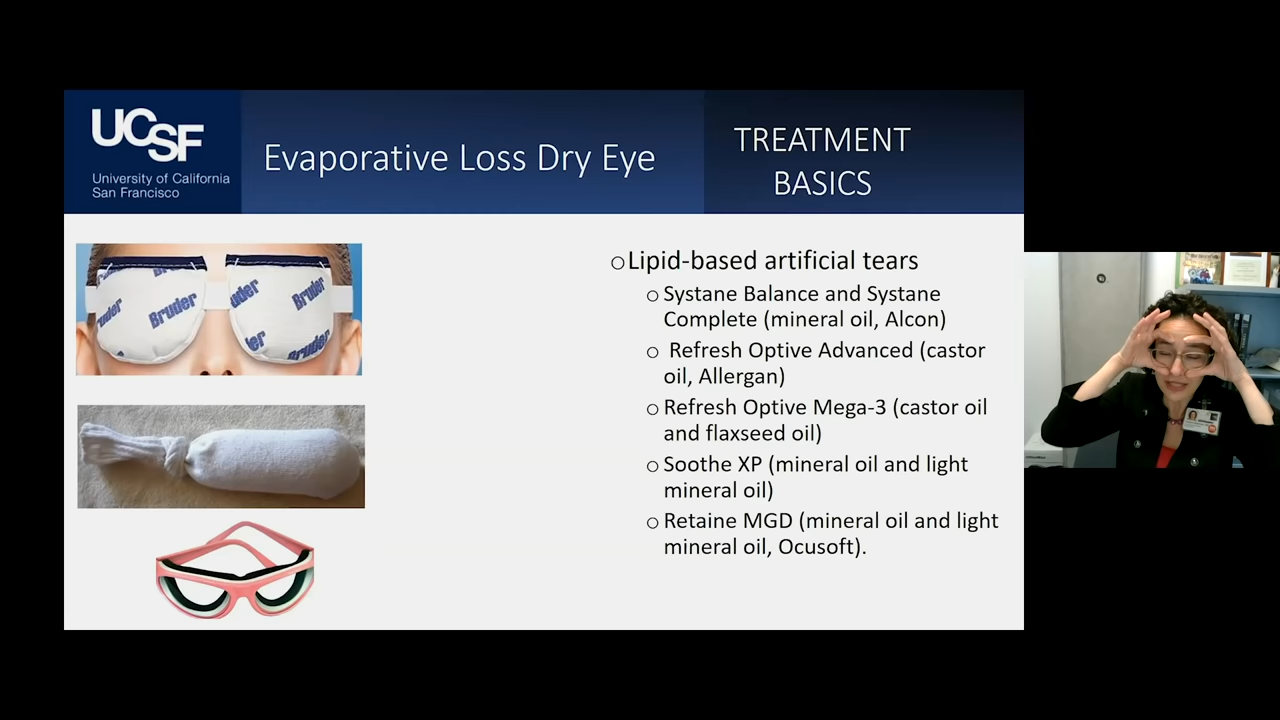 UCSF
University of California
San Francisco
Evaporative Loss Dry Eye
TREATMENT
BASICS
Bruder
Bruder
Bruder
○Lipid-based artificial tears
○ Systane Balance and Systane
Complete (mineral oil, Alcon)
○ Refresh Optive Advanced (castor
oil, Allergan)
○ Refresh Optive Mega-3 (castor oil
and flaxseed oil)
○ Soothe XP (mineral oil and light
mineral oil)
○ Retaine MGD (mineral oil and light
mineral oil, Ocusoft).